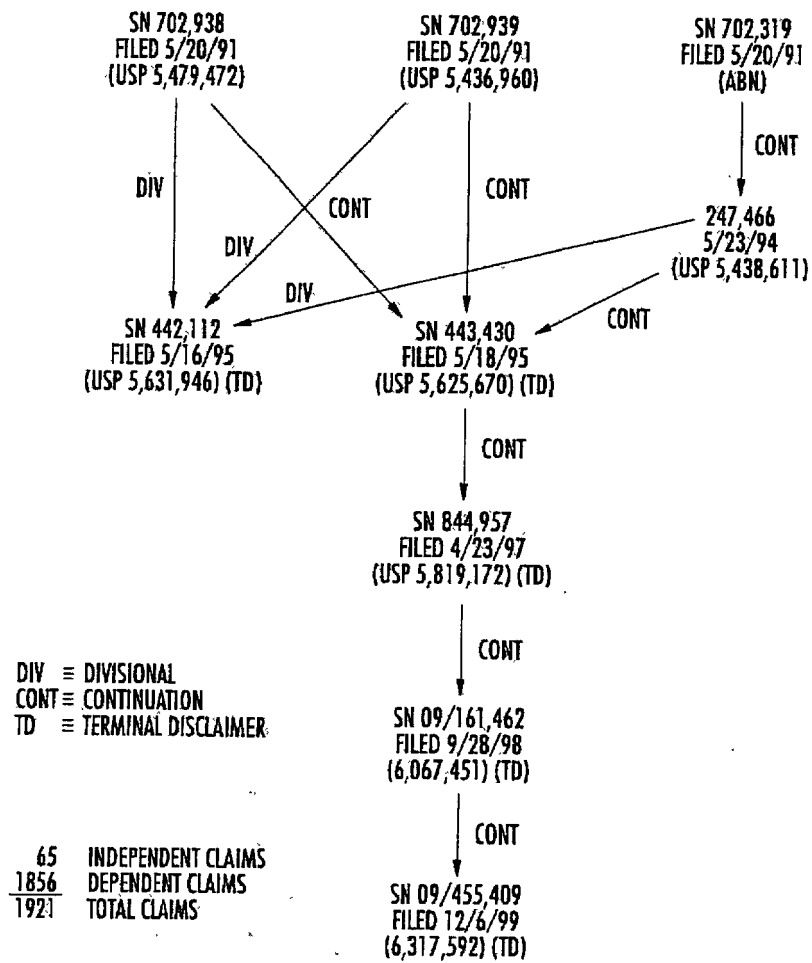 SN 702,938
FILED 5/20/91
(USP 5,479,472)
SN 702,939
FILED 5/20/91
(USP 5,436,960)
SN 702,319
FILED 5/20/91
(ABN)
DIV
CONT
DIV
CONT
CONT
247,466
5/23/94
(USP 5,438,611)
DIV
CONT
SN 442,112
FILED 5/16/95
(USP 5,631,946) (TD)
SN 443,430
FILED 5/18/95
(USP 5,625,670) (TD)
CONT
SN 844,957
FILED 4/23/97
(USP 5,819,172) (TD)
CONT
DIV ≡ DIVISIONAL
CONT ≡ CONTINUATION
TD ≡ TERMINAL DISCLAIMER
SN 09/161,462
FILED 9/28/98
(6,067,451) (TD)
CONT
65 INDEPENDENT CLAIMS
1856 DEPENDENT CLAIMS
1921 TOTAL CLAIMS
SN 09/455,409
FILED 12/6/99
(6,317,592) (TD)